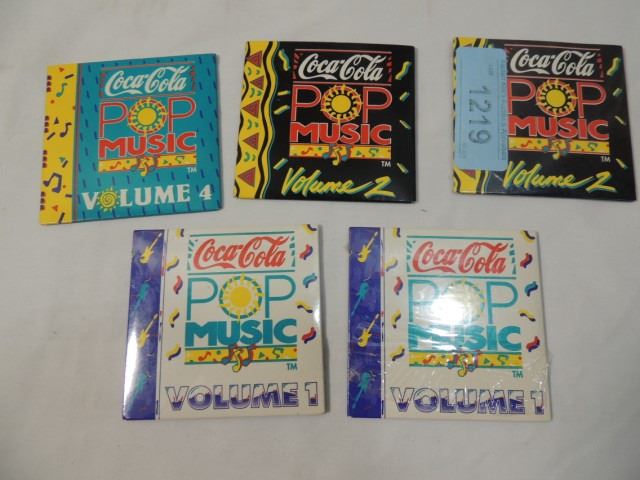 Coca-Cola
POP
MUSIC
TM
VOLUME 4
Coca-Cola
POP
MUSIC
TM
Volume 2
1219
Coca-Cola
POP
MUSIC
TM
Volume 2
Coca-Cola
POP
MUSIC
TM
VOLUME 1
Coca-Cola
POP
MUSIC
TM
VOLUME 1